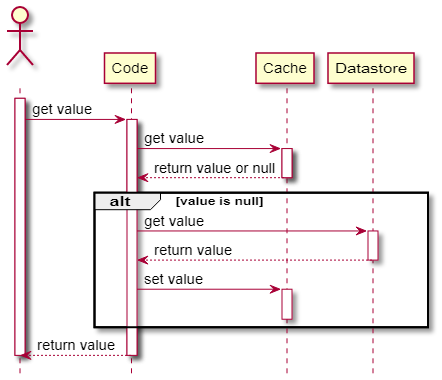 Code
Cache
Datastore
get value
get value
return value or null
alt
[value is null]
get value
return value
set value
return value